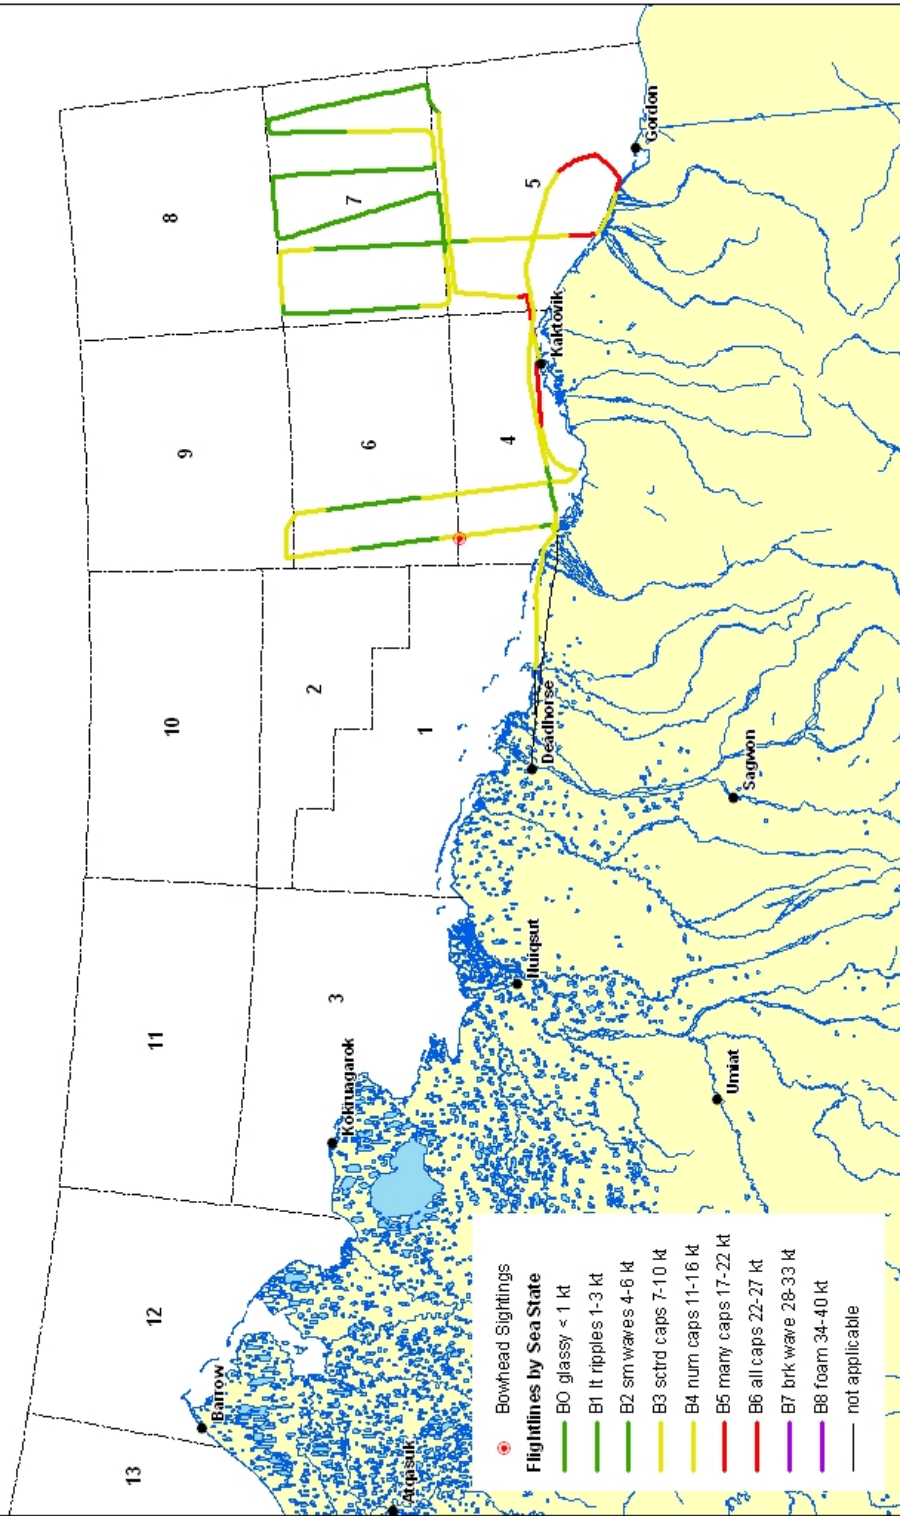 13
12
11
10
9
8
3
2
1
6
7
4
5
Barrow
Atqasuk
Kokruagarok
Nuiqsut
Umiat
Deadhorse
Sagwon
Kaktovik
Gordon
Bowhead Sightings
Flightlines by Sea State
B0 glassy < 1 kt
B1 lt ripples 1-3 kt
B2 sm waves 4-6 kt
B3 scttrd caps 7-10 kt
B4 num caps 11-16 kt
B5 many caps 17-22 kt
B6 all caps 22-27 kt
B7 brk wave 28-33 kt
B8 foam 34-40 kt
not applicable